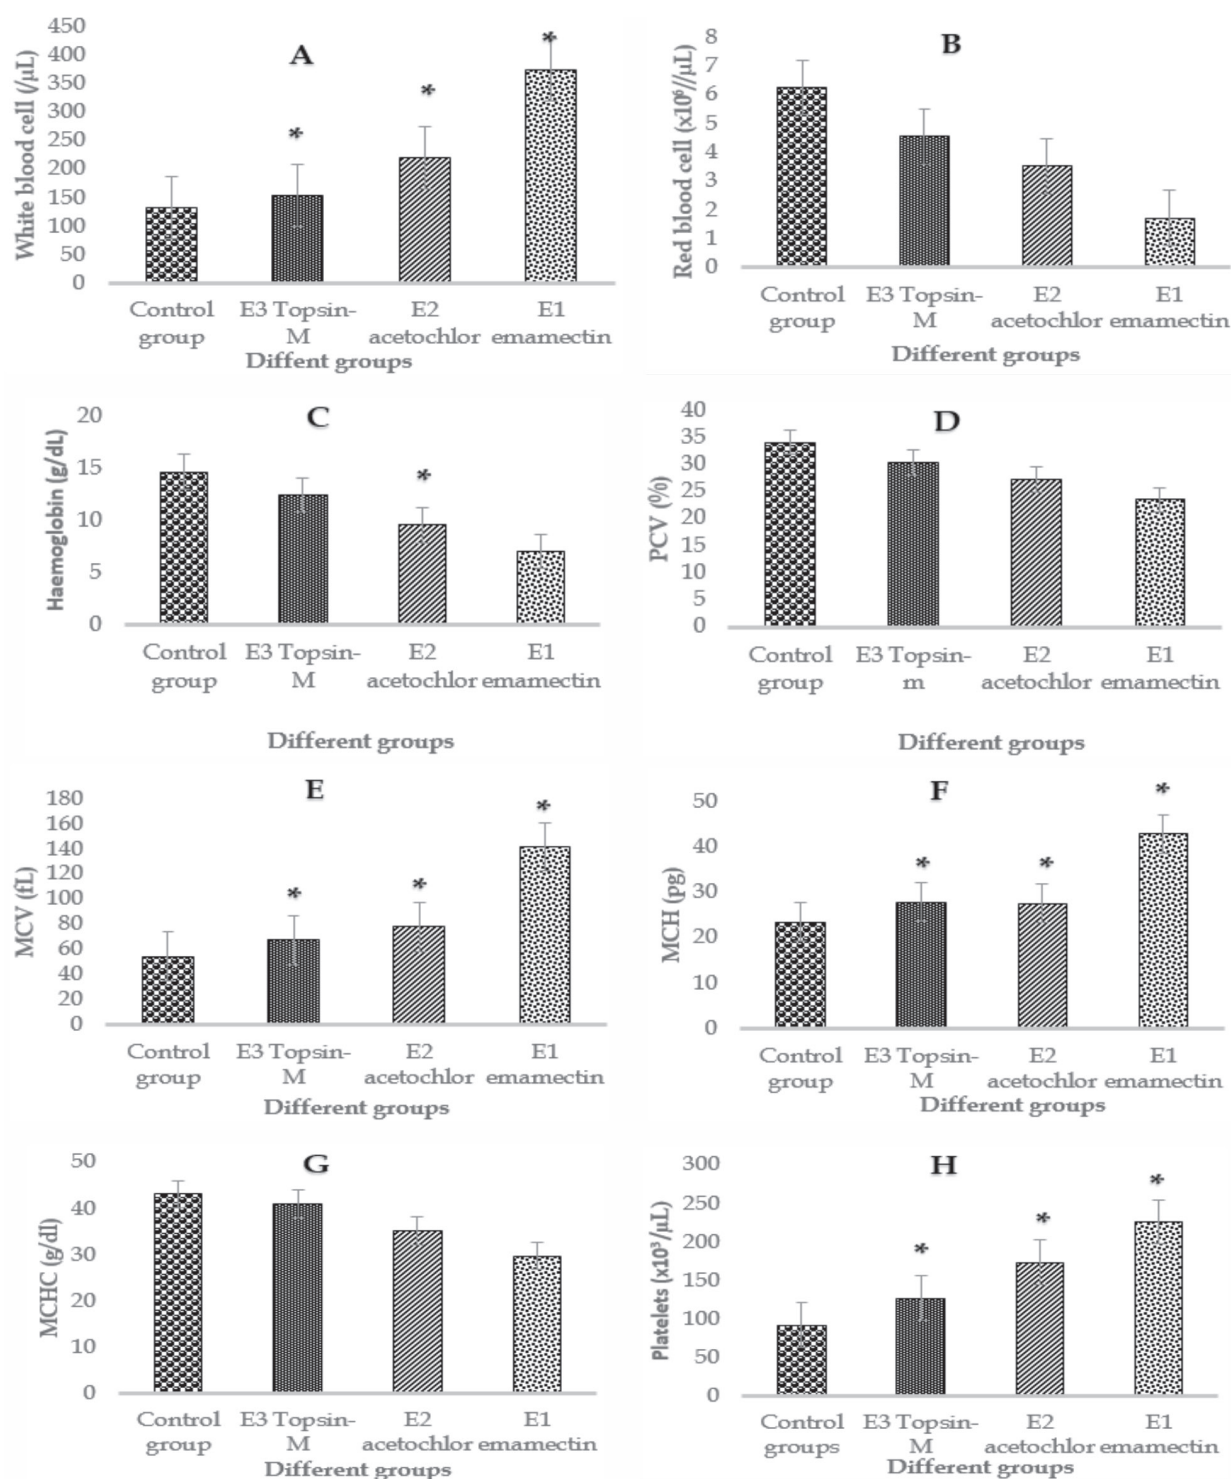 A
White blood cell (/µL)
450
400
350
300
250
200
150
100
50
0
*
*
*
Control group
E3 Topsin-M
E2 acetochlor
E1 emamectin
Diffent groups
B
Red blood cell (x10⁶//µL)
8
7
6
5
4
3
2
1
0
Control group
E3 Topsin-M
E2 acetochlor
E1 emamectin
Different groups
C
Haemoglobin (g/dL)
20
15
10
5
0
*
Control group
E3 Topsin-M
E2 acetochlor
E1 emamectin
Different groups
D
PCV (%)
40
35
30
25
20
15
10
5
0
Control group
E3 Topsin-m
E2 acetochlor
E1 emamectin
Different groups
E
MCV (fL)
180
160
140
120
100
80
60
40
20
0
*
*
*
Control group
E3 Topsin-M
E2 acetochlor
E1 emamectin
Different groups
F
MCH (pg)
50
40
30
20
10
0
*
*
*
Control group
E3 Topsin-M
E2 acetochlor
E1 emamectin
Different groups
G
MCHC (g/dl)
50
40
30
20
10
0
Control group
E3 Topsin-M
E2 acetochlor
E1 emamectin
Different groups
H
Platelets (x10³/µL)
300
250
200
150
100
50
0
*
*
*
Control groups
E3 Topsin-M
E2 acetochlor
E1 emamectin
Different groups